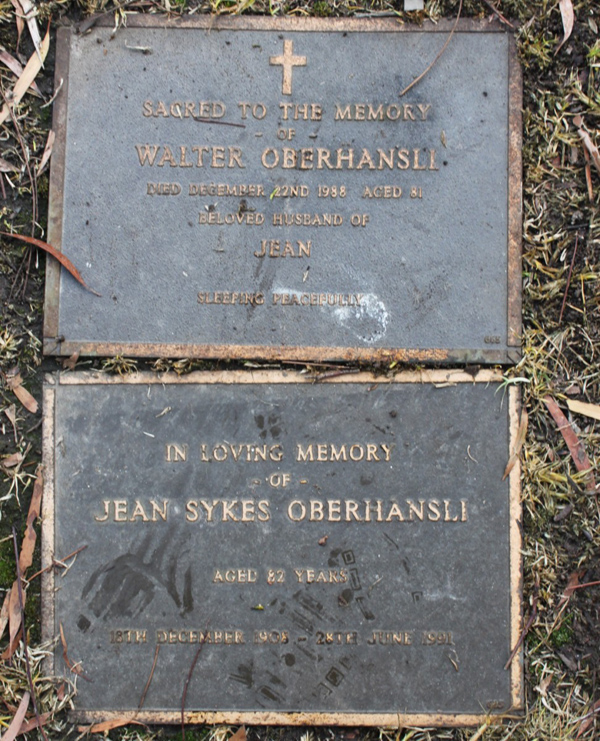 SACRED TO THE MEMORY
- OF -
WALTER OBERHANSLI
DIED DECEMBER 22ND 1988 AGED 81
BELOVED HUSBAND OF
JEAN
SLEEPING PEACEFULLY
IN LOVING MEMORY
- OF -
JEAN SYKES OBERHANSLI
AGED 82 YEARS
DECEMBER 1908 - 28TH JUNE 1991